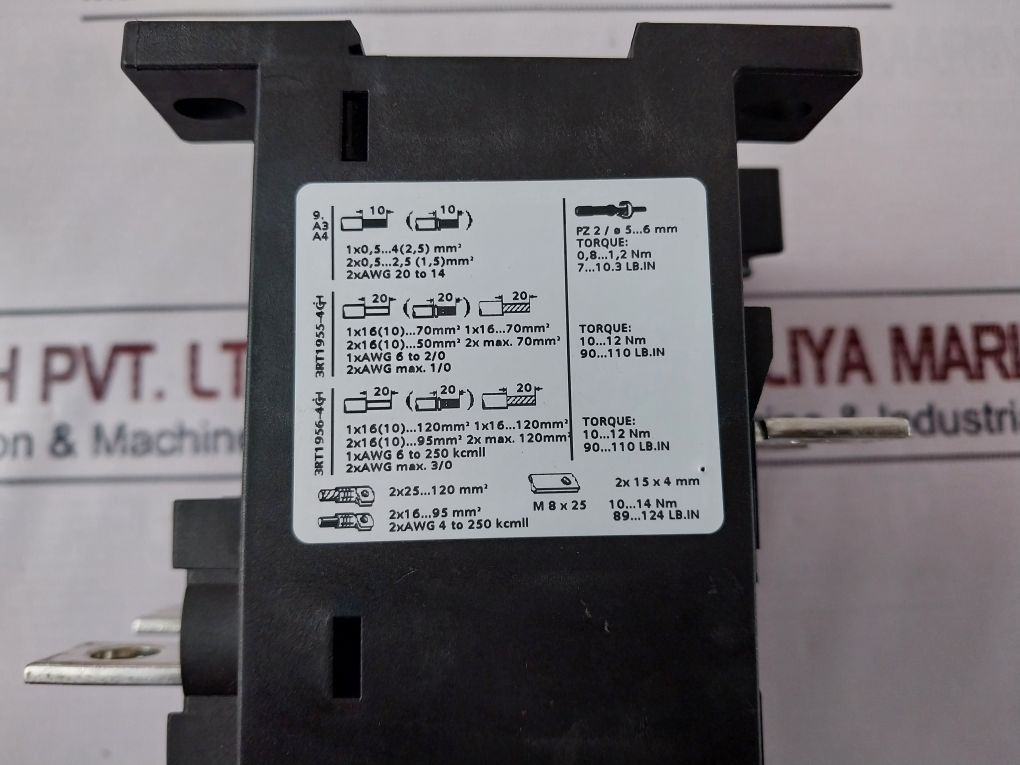 9.
A3
A4
10 (10)
1x0,5...4(2,5) mm²
2x0,5...2,5 (1,5)mm²
2xAWG 20 to 14
PZ 2 / ø 5...6 mm
TORQUE:
0,8...1,2 Nm
7...10.3 LB.IN
3RT1955-4G
20 (20) 20
1x16(10)...70mm² 1x16...70mm²
2x16(10)...50mm² 2x max. 70mm²
1xAWG 6 to 2/0
2xAWG max. 1/0
TORQUE:
10...12 Nm
90...110 LB.IN
3RT1956-4G
20 (20) 20
1x16(10)...120mm² 1x16...120mm²
2x16(10)...95mm² 2x max. 120mm²
1xAWG 6 to 250 kcmil
2xAWG max. 3/0
TORQUE:
10...12 Nm
90...110 LB.IN
2x25...120 mm²
2x16...95 mm²
2xAWG 4 to 250 kcmil
M 8 x 25
2 x 15 x 4 mm
10...14 Nm
89...124 LB.IN
H PVT. LT
on & Machin
LIYA MARI
& Industria